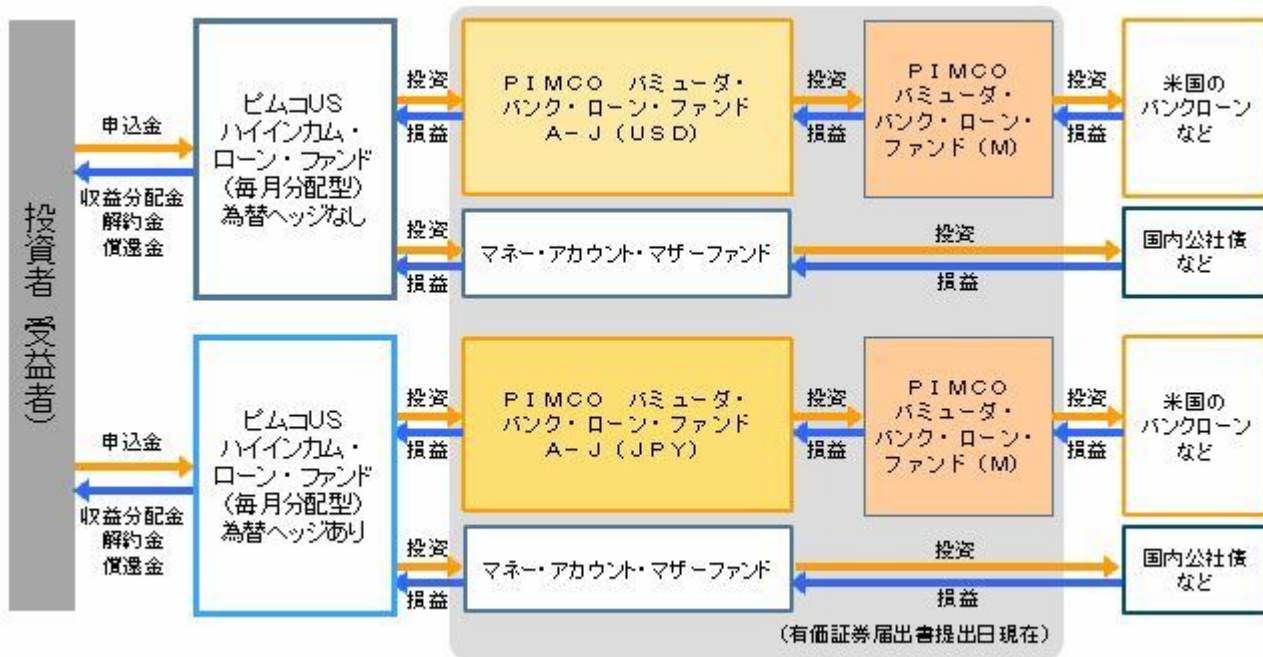 投資者（受益者）
申込金
収益分配金
解約金
償還金
ピムコUS
ハイインカム・
ローン・ファンド
(毎月分配型)
為替ヘッジなし
投資
損益
ＰＩＭＣＯ　バミューダ・
バンク・ローン・ファンド
Ａ－Ｊ（ＵＳＤ）
投資
損益
ＰＩＭＣＯ
バミューダ・
バンク・ローン・
ファンド（Ｍ）
投資
損益
米国の
バンクローン
など
投資
損益
マネー・アカウント・マザーファンド
投資
損益
国内公社債
など
申込金
収益分配金
解約金
償還金
ピムコUS
ハイインカム・
ローン・ファンド
(毎月分配型)
為替ヘッジあり
投資
損益
ＰＩＭＣＯ　バミューダ・
バンク・ローン・ファンド
Ａ－Ｊ（ＪＰＹ）
投資
損益
ＰＩＭＣＯ
バミューダ・
バンク・ローン・
ファンド（Ｍ）
投資
損益
米国の
バンクローン
など
投資
損益
マネー・アカウント・マザーファンド
投資
損益
国内公社債
など
（有価証券届出書提出日現在）